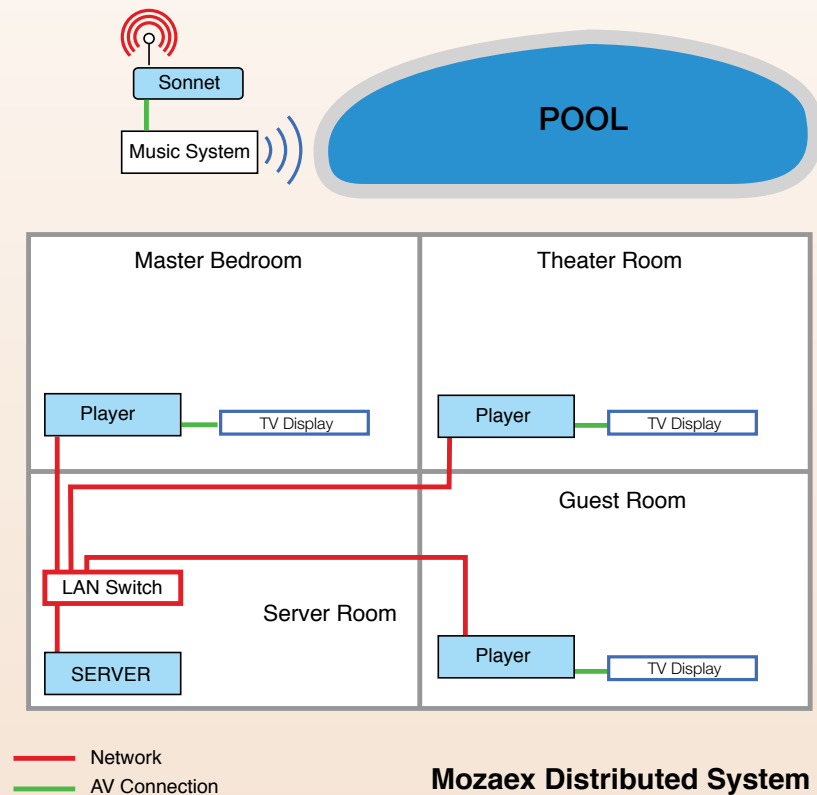 Sonnet
Music System
POOL
Master Bedroom
Theater Room
Player
TV Display
Player
TV Display
Guest Room
LAN Switch
Server Room
SERVER
Player
TV Display
Network
AV Connection
Mozaex Distributed System